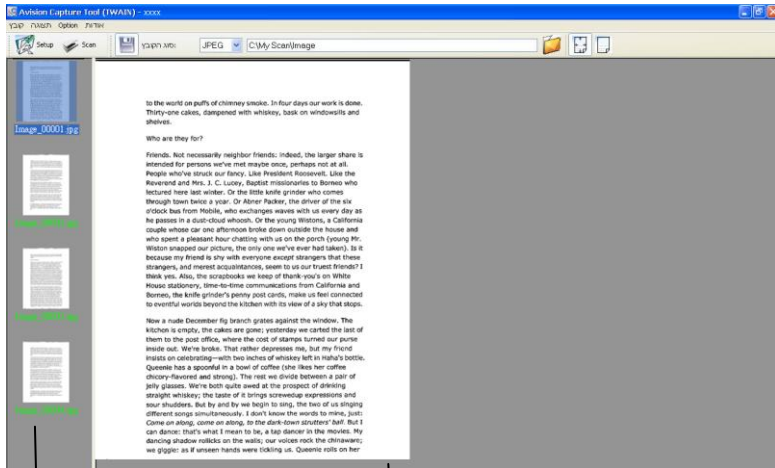 Avision Capture Tool (TWAIN) - xxxx
קובץ תצוגה Option אודות
Setup Scan סוג הקובץ: JPEG C:\My Scan\Image
Image_00001.jpg
to the world on puffs of chimney smoke. In four days our work is done.
Thirty-one cakes, dampened with whiskey, bask on windowsills and
shelves.
Who are they for?
Friends. Not necessarily neighbor friends: indeed, the larger share is
intended for persons we've met maybe once, perhaps not at all.
People who've struck our fancy. Like President Roosevelt. Like the
Reverend and Mrs. J. C. Lucey, Baptist missionaries to Borneo who
lectured here last winter. Or the little knife grinder who comes
through town twice a year. Or Abner Packer, the driver of the six
o'clock bus from Mobile, who exchanges waves with us every day as
he passes in a dust-cloud whoosh. Or the young Wistons, a California
couple whose car one afternoon broke down outside the house and
who spent a pleasant hour chatting with us on the porch (young Mr.
Wiston snapped our picture, the only one we've ever had taken). Is it
because my friend is shy with everyone except strangers that these
strangers, and merest acquaintances, seem to us our truest friends? I
think yes. Also, the scrapbooks we keep of thank-you's on White
House stationery, time-to-time communications from California and
Borneo, the knife grinder's penny post cards, make us feel connected
to eventful worlds beyond the kitchen with its view of a sky that stops.
Now a nude December fig branch grates against the window. The
kitchen is empty, the cakes are gone; yesterday we carted the last of
them to the post office, where the cost of stamps turned our purse
inside out. We're broke. That rather depresses me, but my friend
insists on celebrating—with two inches of whiskey left in Haha's bottle.
Queenie has a spoonful in a bowl of coffee (she likes her coffee
chicory-flavored and strong). The rest we divide between a pair of
jelly glasses. We're both quite awed at the prospect of drinking
straight whiskey; the taste of it brings screwedup expressions and
sour shudders. But by and by we begin to sing, the two of us singing
different songs simultaneously. I don't know the words to mine, just:
Come on along, come on along, to the dark-town strutters' ball. But I
can dance: that's what I mean to be, a tap dancer in the movies. My
dancing shadow rollicks on the walls; our voices rock the chinaware;
we giggle: as if unseen hands were tickling us. Queenie rolls on her